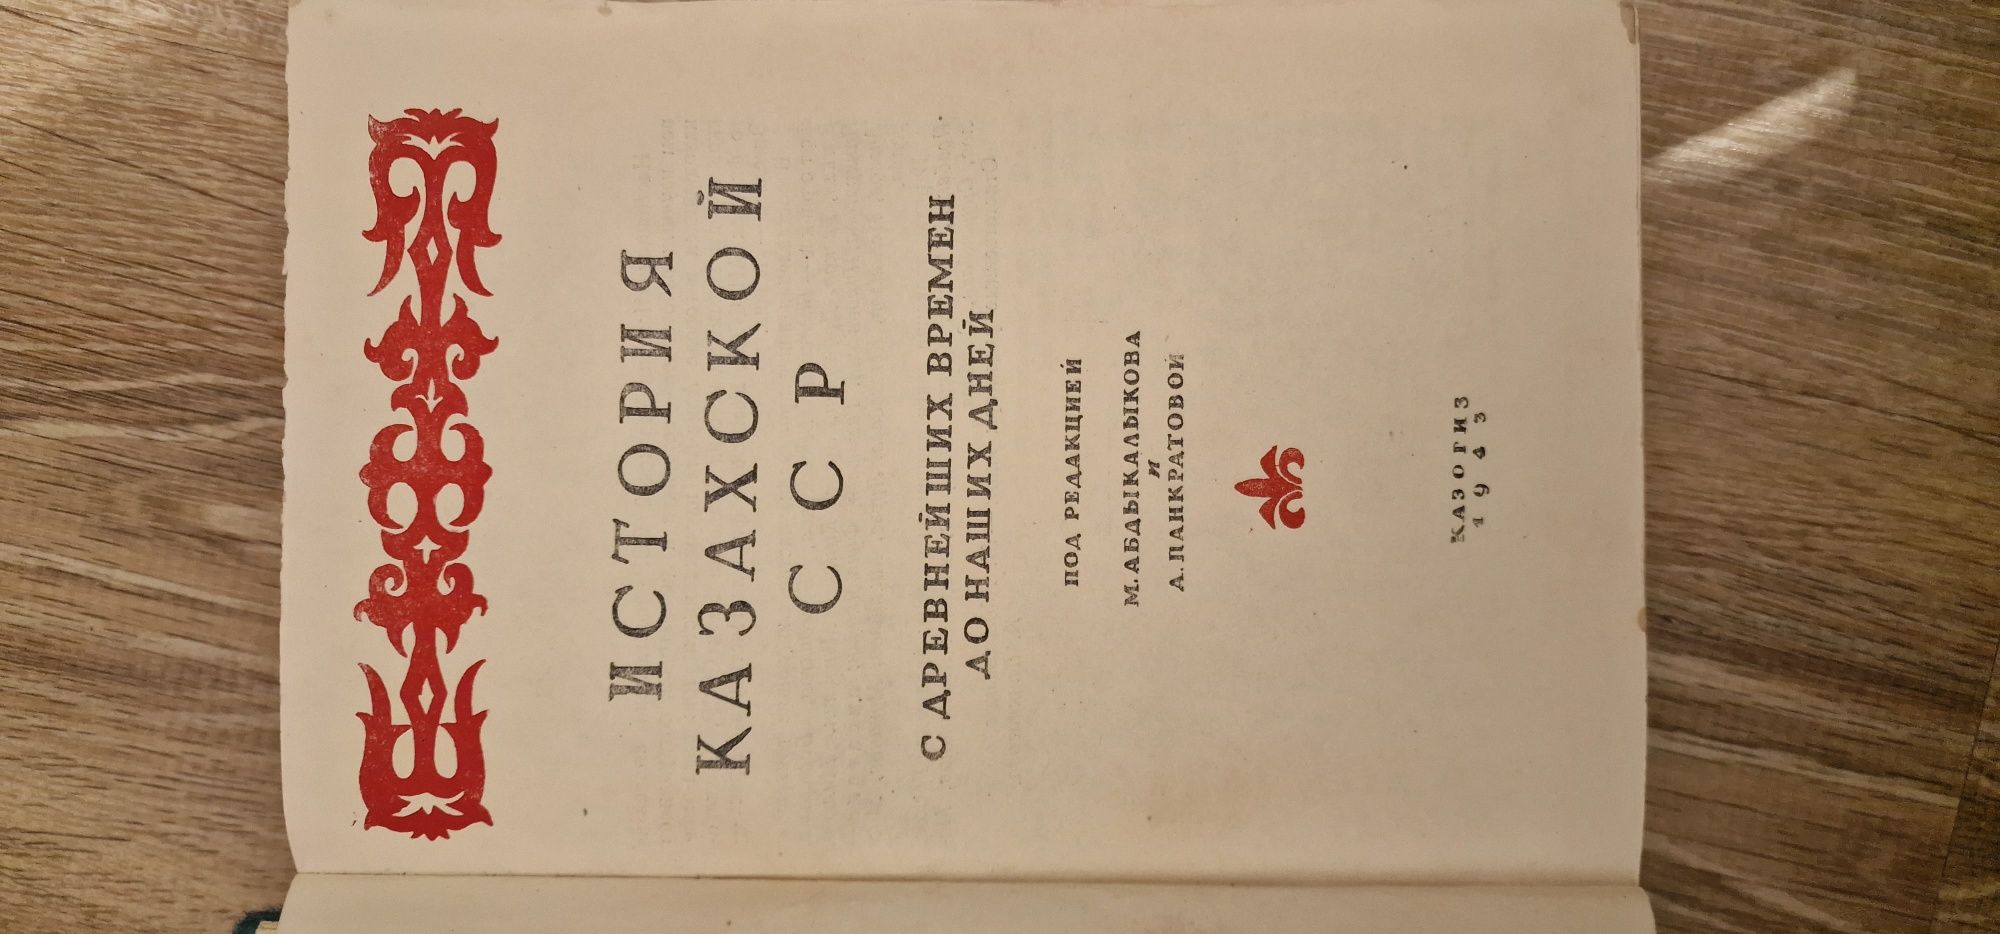 ИСТОРИЯ
КАЗАХСКОЙ
ССР
С ДРЕВНЕЙШИХ ВРЕМЕН
ДО НАШИХ ДНЕЙ
ПОД РЕДАКЦИЕЙ
М. АБДЫКАЛЫКОВА
И
А. ПАНКРАТОВОЙ
КАЗОГИЗ
1943